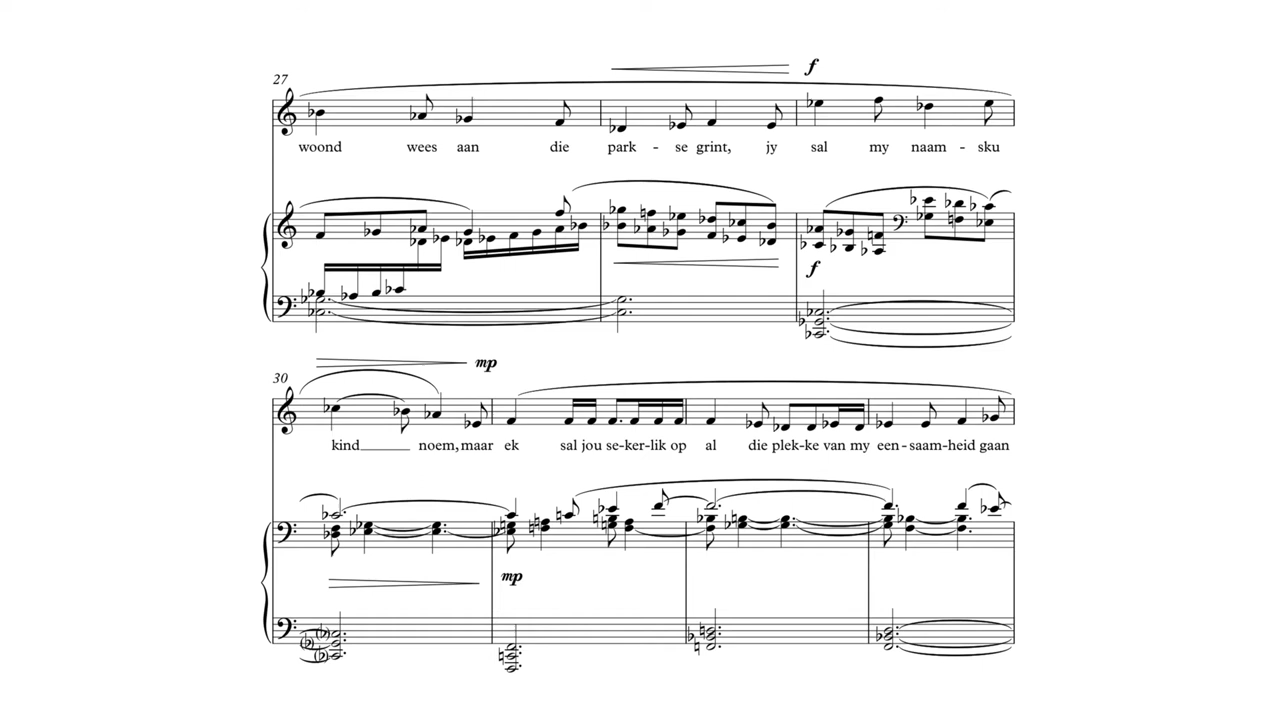 27
f
woond wees aan die park - se grint, jy sal my naam - sku
f
mp
30
kind____ noem, maar ek sal jou se-ker-lik op al die plek-ke van my een-saam-heid gaan
mp